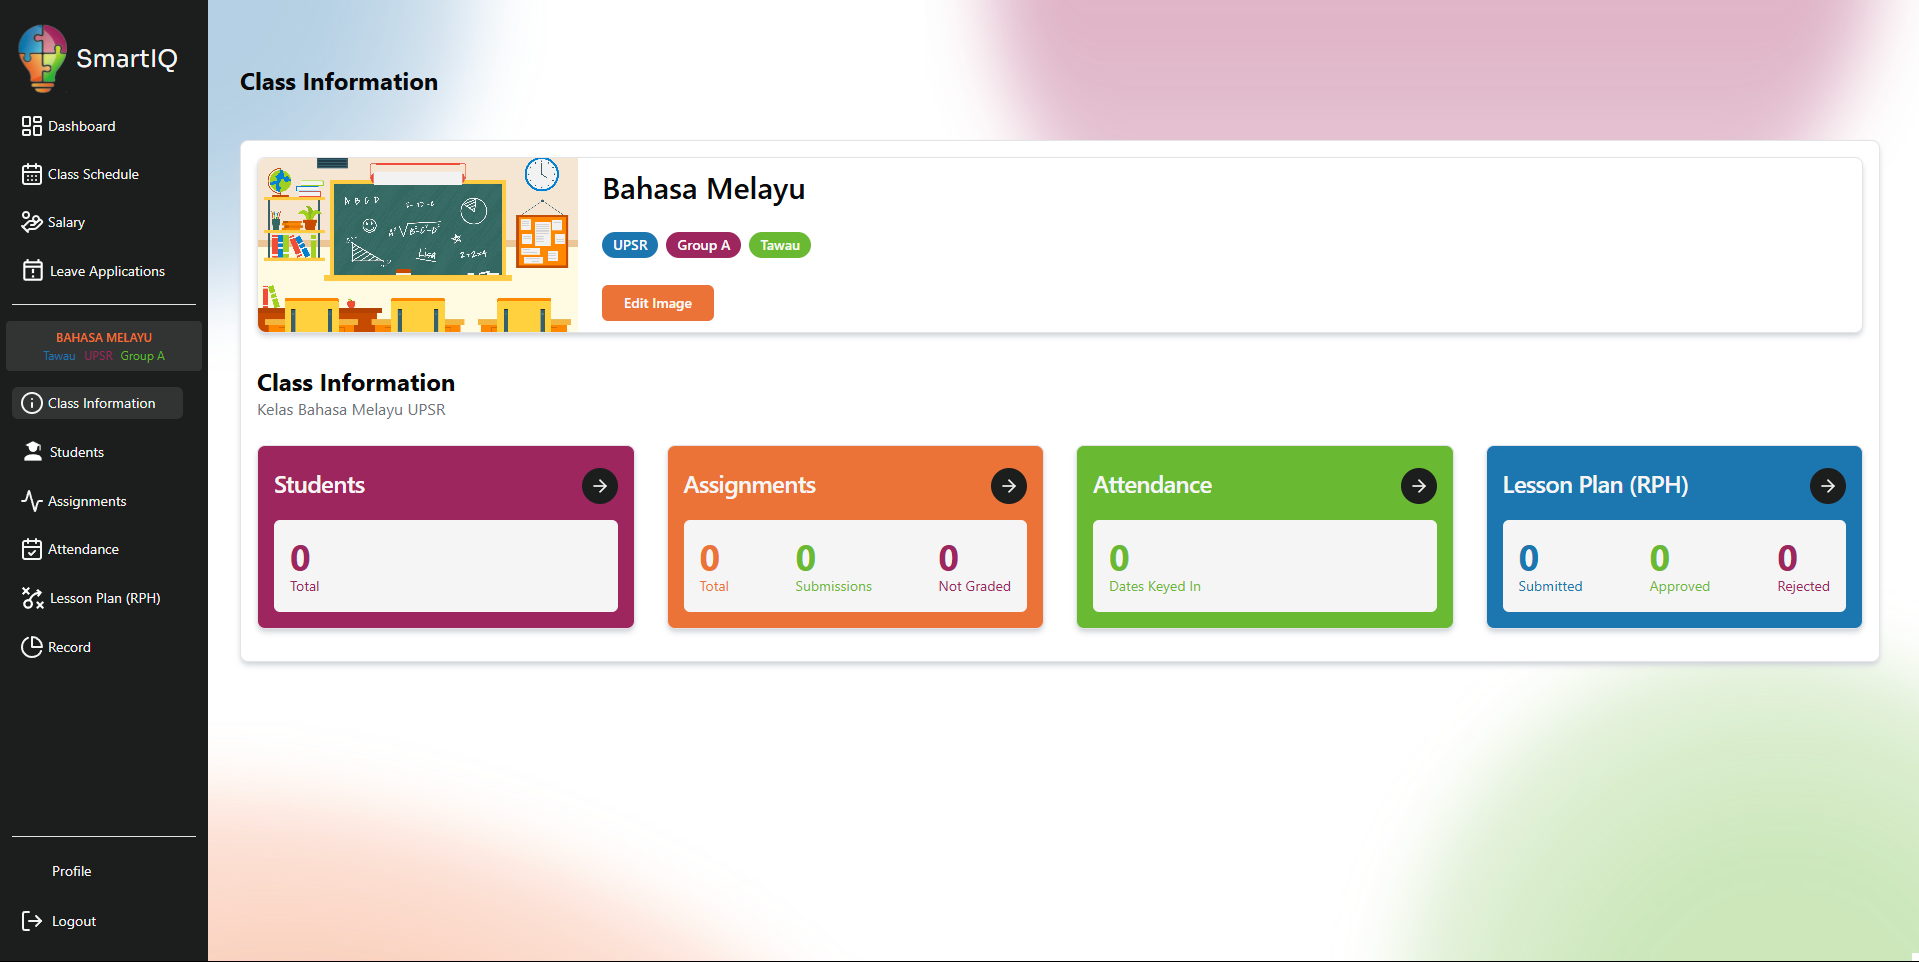 SmartIQ
Dashboard
Class Schedule
Salary
Leave Applications
BAHASA MELAYU
Tawau UPSR Group A
Class Information
Students
Assignments
Attendance
Lesson Plan (RPH)
Record
Profile
Logout
Class Information
A B C D
Lisa
2+2x4
Bahasa Melayu
UPSR Group A Tawau
Edit Image
Class Information
Kelas Bahasa Melayu UPSR
Students
0
Total
Assignments
0 0 0
Total Submissions Not Graded
Attendance
0
Dates Keyed In
Lesson Plan (RPH)
0 0 0
Submitted Approved Rejected